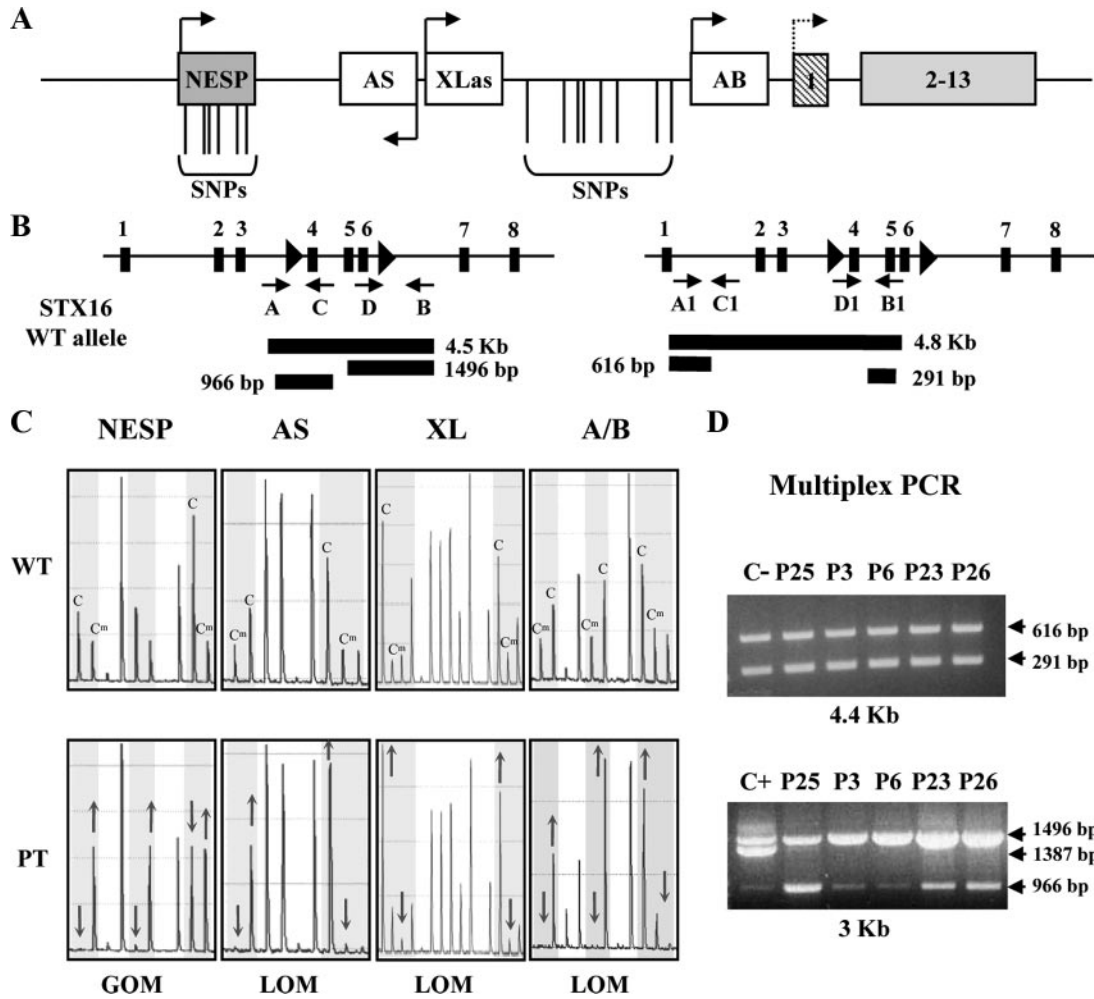 A
NESP AS XLas AB 1 2-13
SNPs SNPs
B
1 2 3 4 5 6 7 8 1 2 3 4 5 6 7 8
A C D B A1 C1 D1 B1
STX16
WT allele
4.5 Kb 4.8 Kb
966 bp 1496 bp 616 bp 291 bp
C
NESP AS XL A/B
WT
C Cm C Cm
Cm C C Cm
C Cm C Cm
Cm C Cm C Cm
PT
GOM LOM LOM LOM
D
Multiplex PCR
C- P25 P3 P6 P23 P26
616 bp
291 bp
4.4 Kb
C+ P25 P3 P6 P23 P26
1496 bp
1387 bp
966 bp
3 Kb